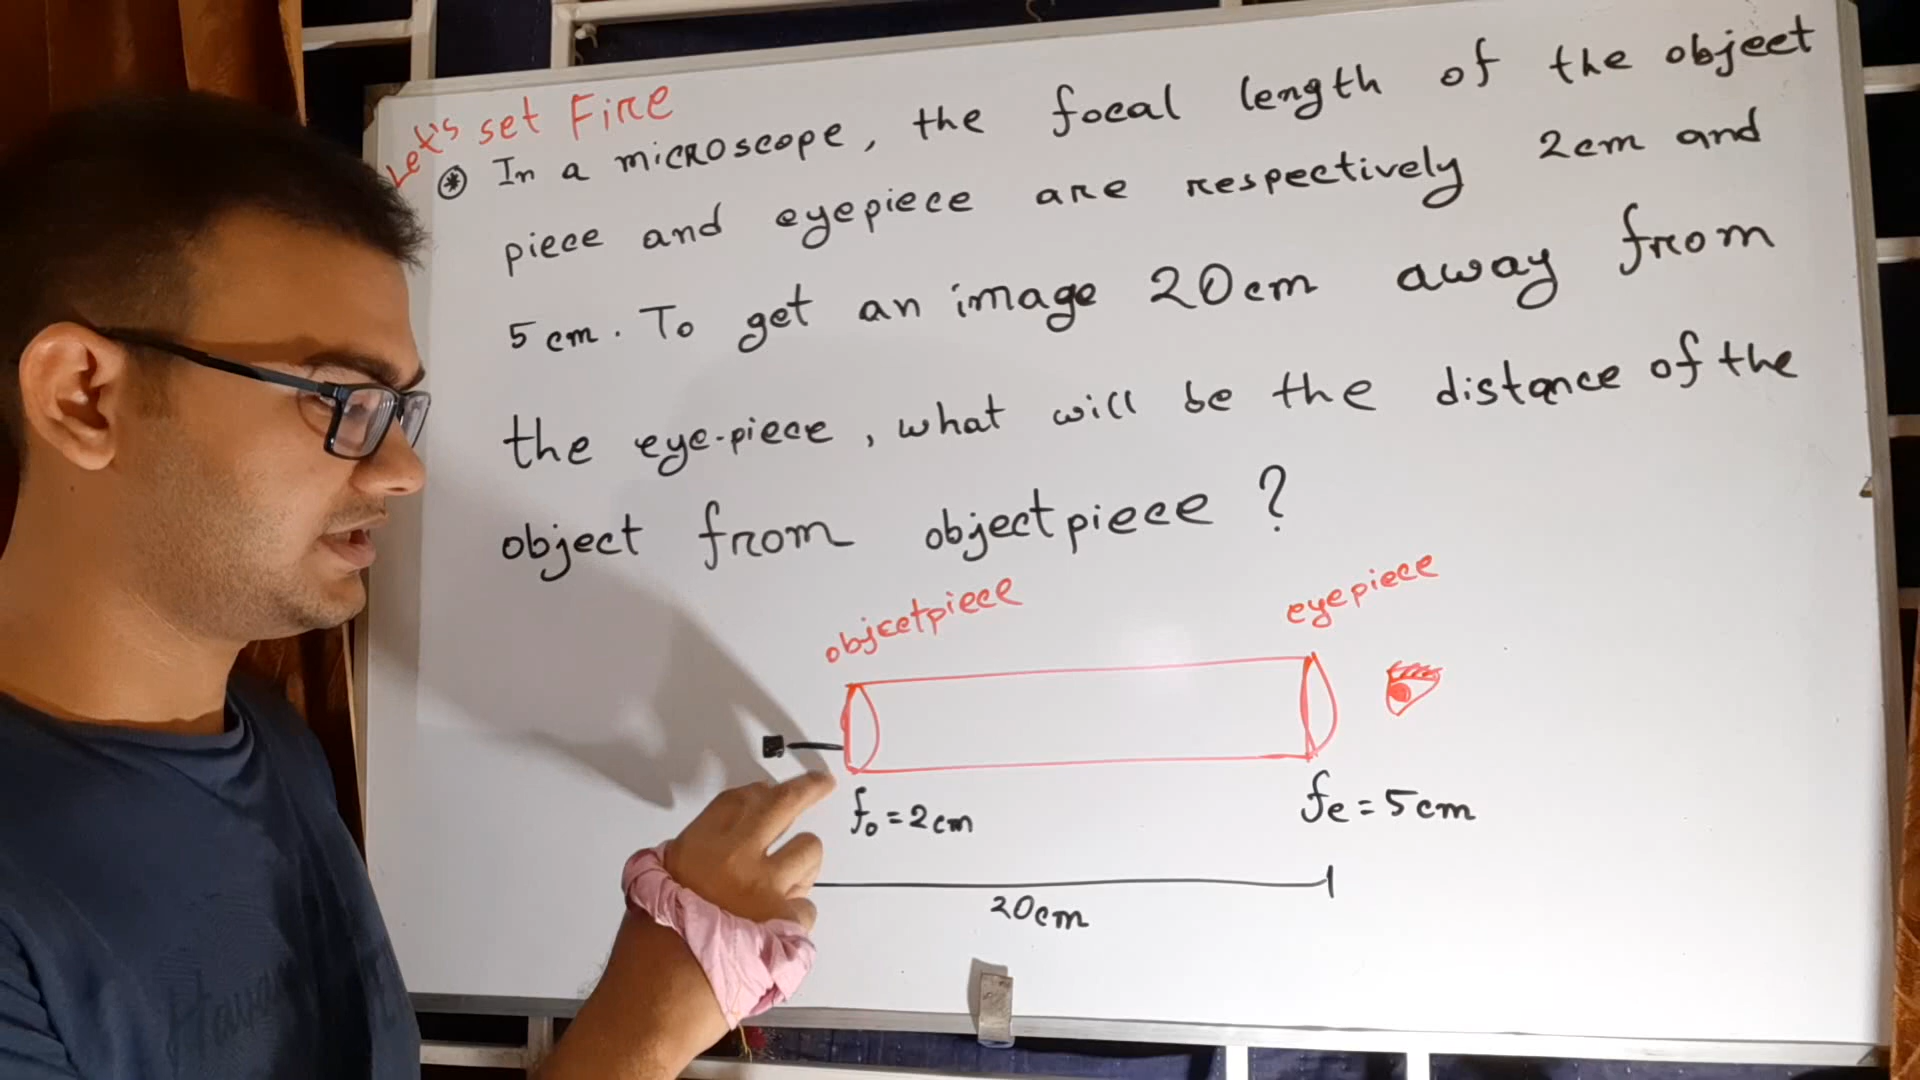 Let's set Fire
⊛ In a microscope, the focal length of the object
piece and eyepiece are respectively 2cm and
5cm. To get an image 20cm away from
the eye-piece, what will be the distance of the
object from objectpiece ?
objectpiece
eyepiece
fo = 2cm
fe = 5cm
20cm